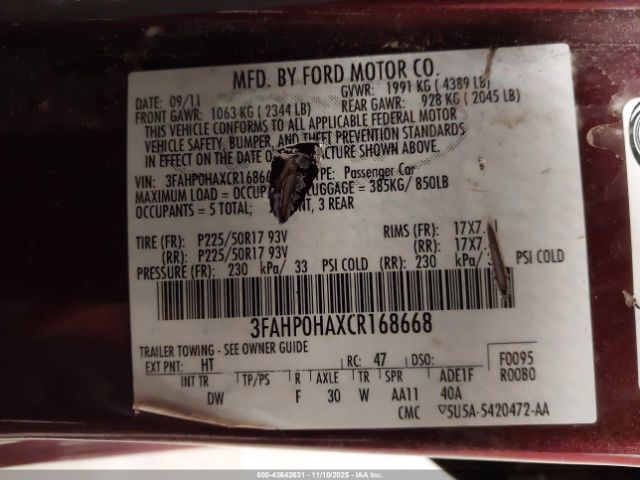 MFD. BY FORD MOTOR CO.
DATE: 09/11 GVWR: 1991 KG ( 4389 LB)
FRONT GAWR: 1063 KG ( 2344 LB) REAR GAWR: 928 KG ( 2045 LB)
THIS VEHICLE CONFORMS TO ALL APPLICABLE FEDERAL MOTOR
VEHICLE SAFETY, BUMPER, AND THEFT PREVENTION STANDARDS
IN EFFECT ON THE DATE O ACTURE SHOWN ABOVE.
VIN: 3FAHP0HAXCR1686 PE: Passenger Car
MAXIMUM LOAD = OCCUP LUGGAGE = 385KG/ 850LB
OCCUPANTS = 5 TOTAL; NT, 3 REAR
TIRE (FR): P225/50R17 93V RIMS (FR): 17X7.
(RR): P225/50R17 93V (RR): 17X7.
PRESSURE (FR): 230 kPa/ 33 PSI COLD (RR): 230 kPa/ PSI COLD
3FAHP0HAXCR168668
TRAILER TOWING - SEE OWNER GUIDE
EXT PNT: HT RC: 47 DSO: F0095
INT TR TP/PS R AXLE TR SPR ADE1F R0080
DW F 30 W AA11 40A
CMC 5U5A-5420472-AA
000-43642631 - 11/10/2025 - IAAI.CA